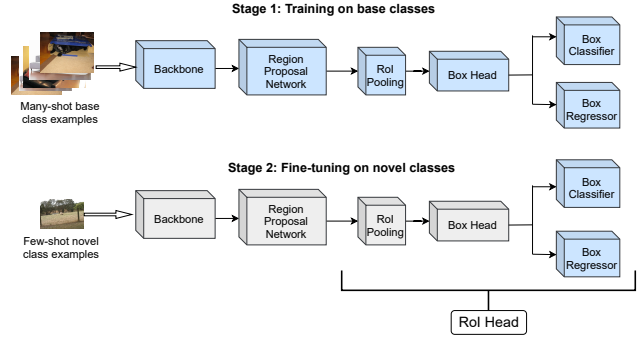 Stage 1: Training on base classes
Many-shot base
class examples
Backbone
Region
Proposal
Network
RoI
Pooling
Box Head
Box
Classifier
Box
Regressor
Stage 2: Fine-tuning on novel classes
Few-shot novel
class examples
Backbone
Region
Proposal
Network
RoI
Pooling
Box Head
Box
Classifier
Box
Regressor
RoI Head